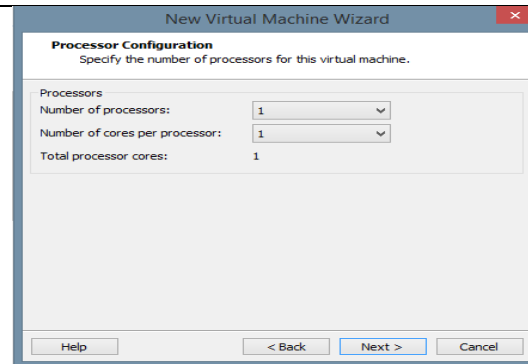 New Virtual Machine Wizard
Processor Configuration
Specify the number of processors for this virtual machine.
Processors
Number of processors: 1
Number of cores per processor: 1
Total processor cores: 1
Help < Back Next > Cancel